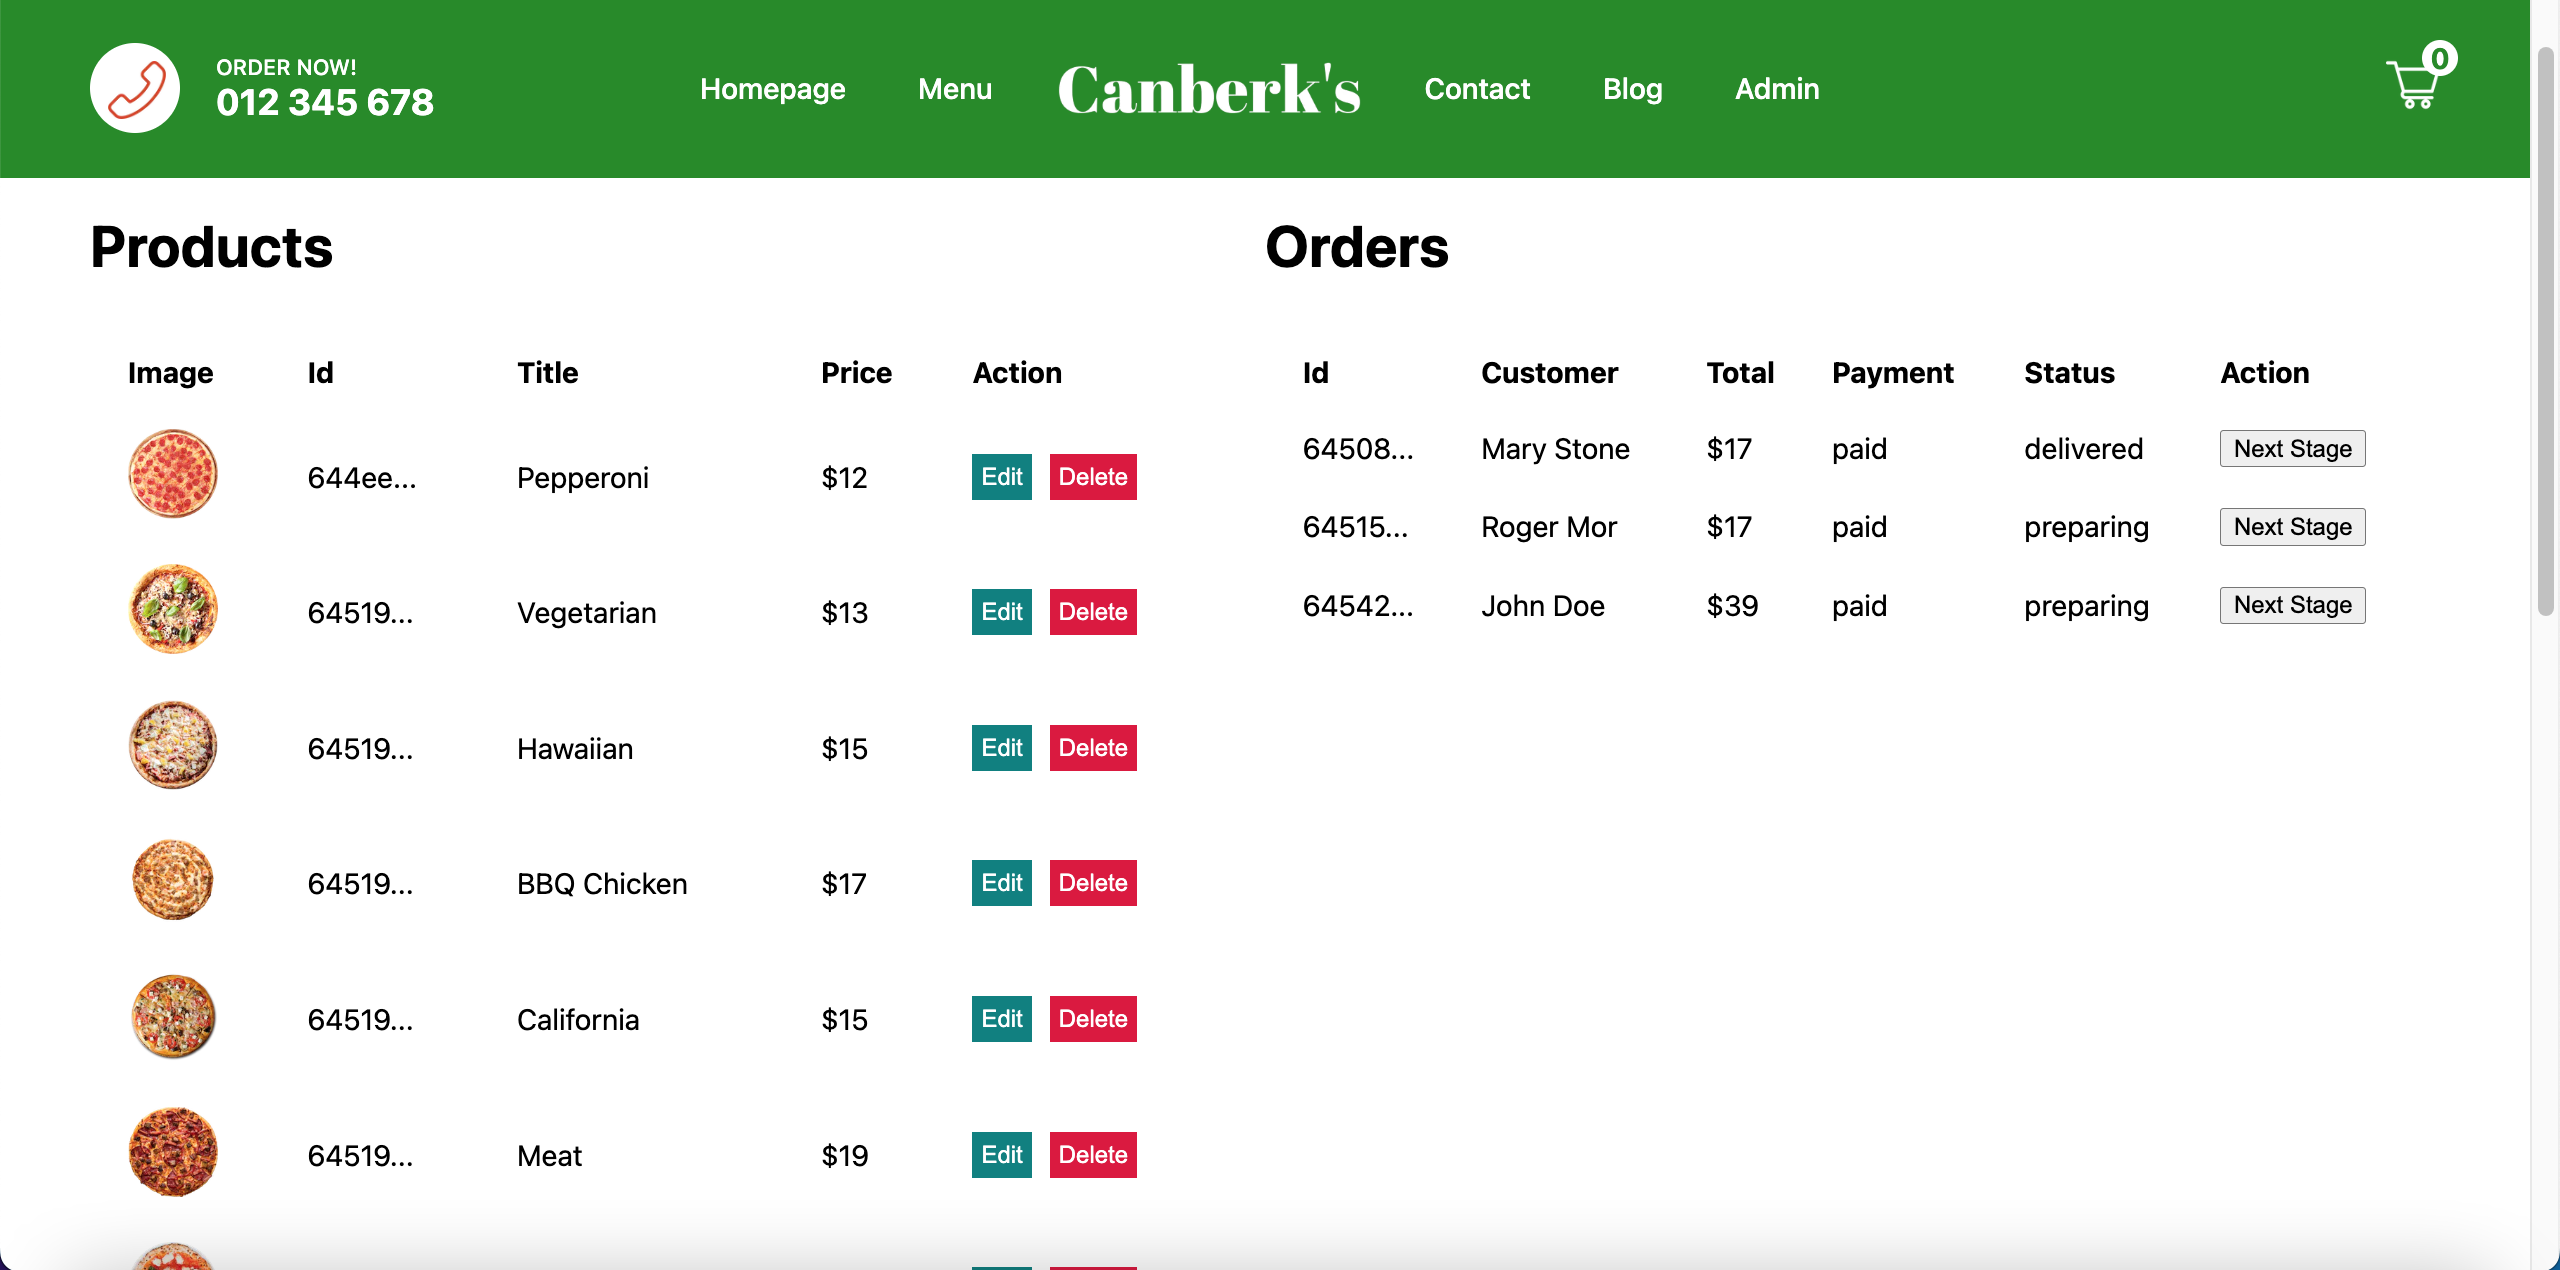 ORDER NOW!
012 345 678
Homepage
Menu
Canberk's
Contact
Blog
Admin
0
Products
Image Id Title Price Action
644ee... Pepperoni $12 Edit Delete
64519... Vegetarian $13 Edit Delete
64519... Hawaiian $15 Edit Delete
64519... BBQ Chicken $17 Edit Delete
64519... California $15 Edit Delete
64519... Meat $19 Edit Delete
Orders
Id Customer Total Payment Status Action
64508... Mary Stone $17 paid delivered Next Stage
64515... Roger Mor $17 paid preparing Next Stage
64542... John Doe $39 paid preparing Next Stage